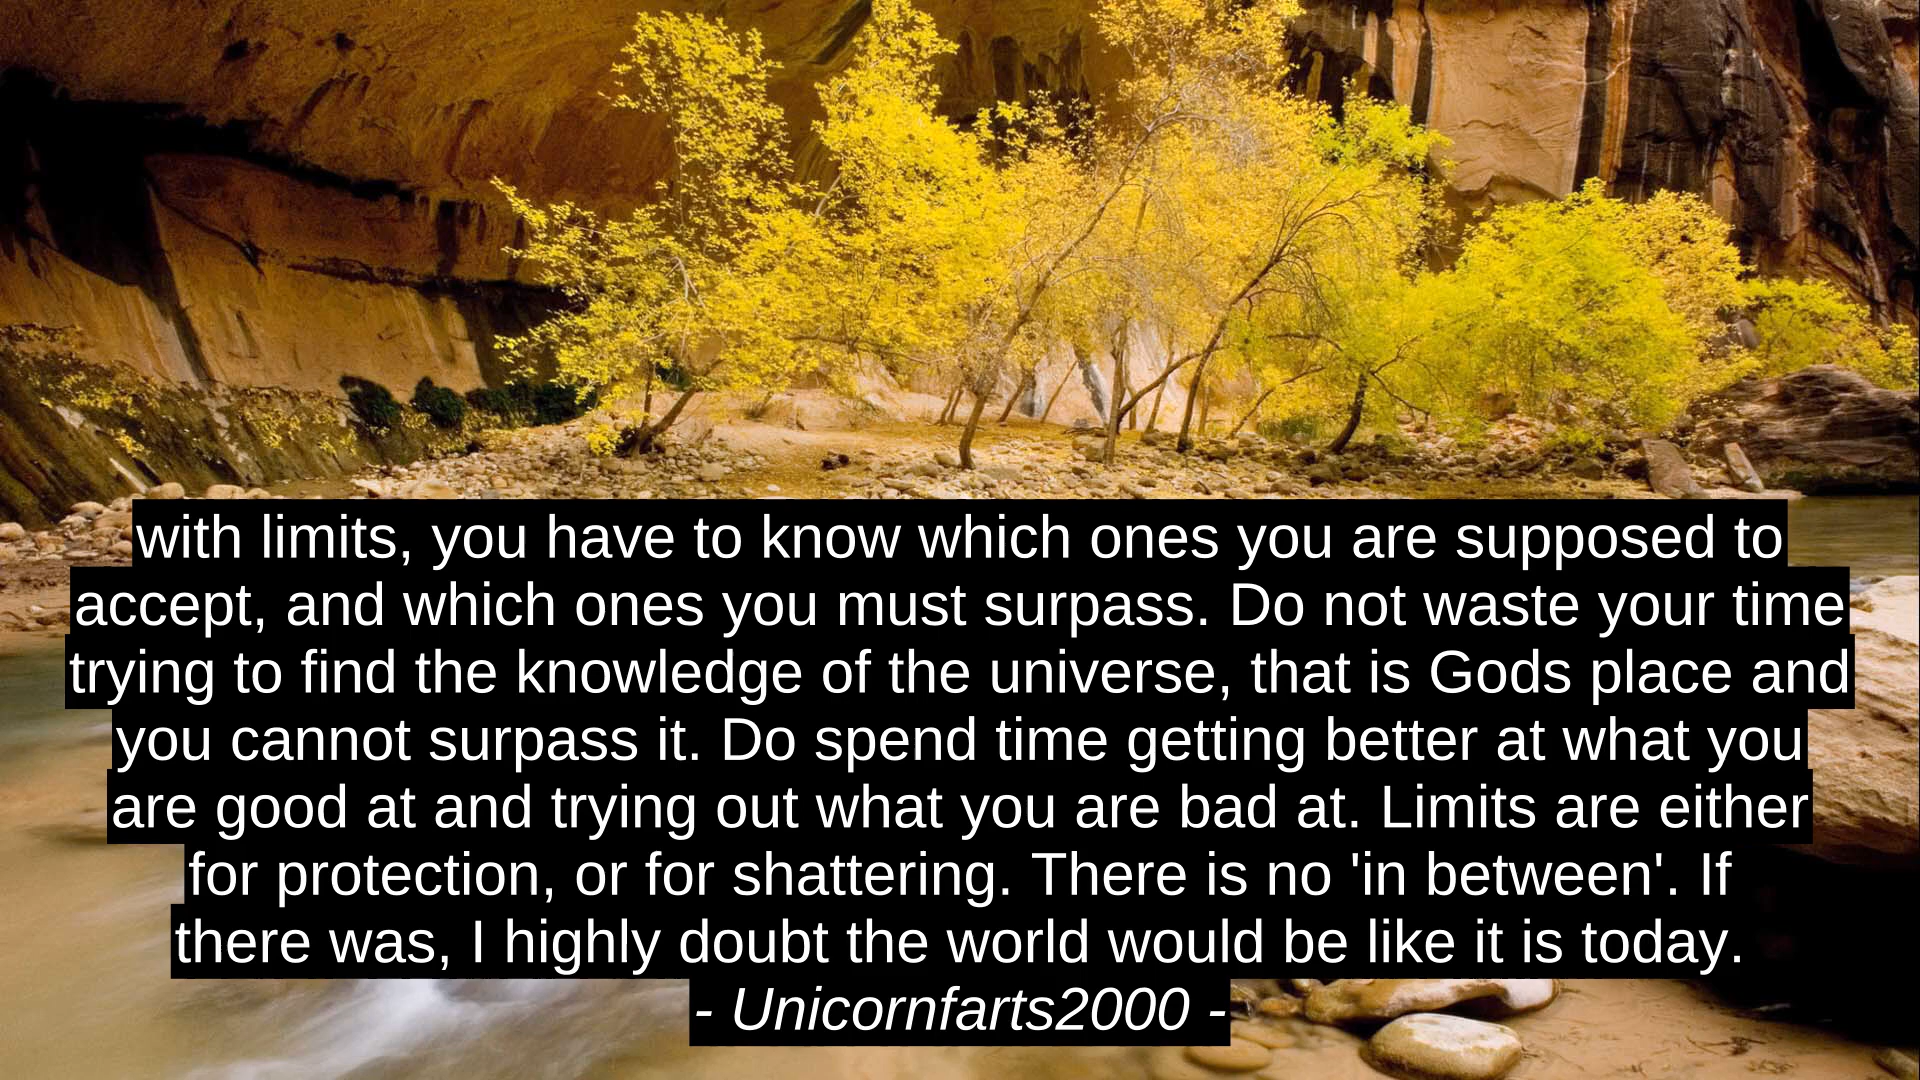 with limits, you have to know which ones you are supposed to
accept, and which ones you must surpass. Do not waste your time
trying to find the knowledge of the universe, that is Gods place and
you cannot surpass it. Do spend time getting better at what you
are good at and trying out what you are bad at. Limits are either
for protection, or for shattering. There is no 'in between'. If
there was, I highly doubt the world would be like it is today.
- Unicornfarts2000 -